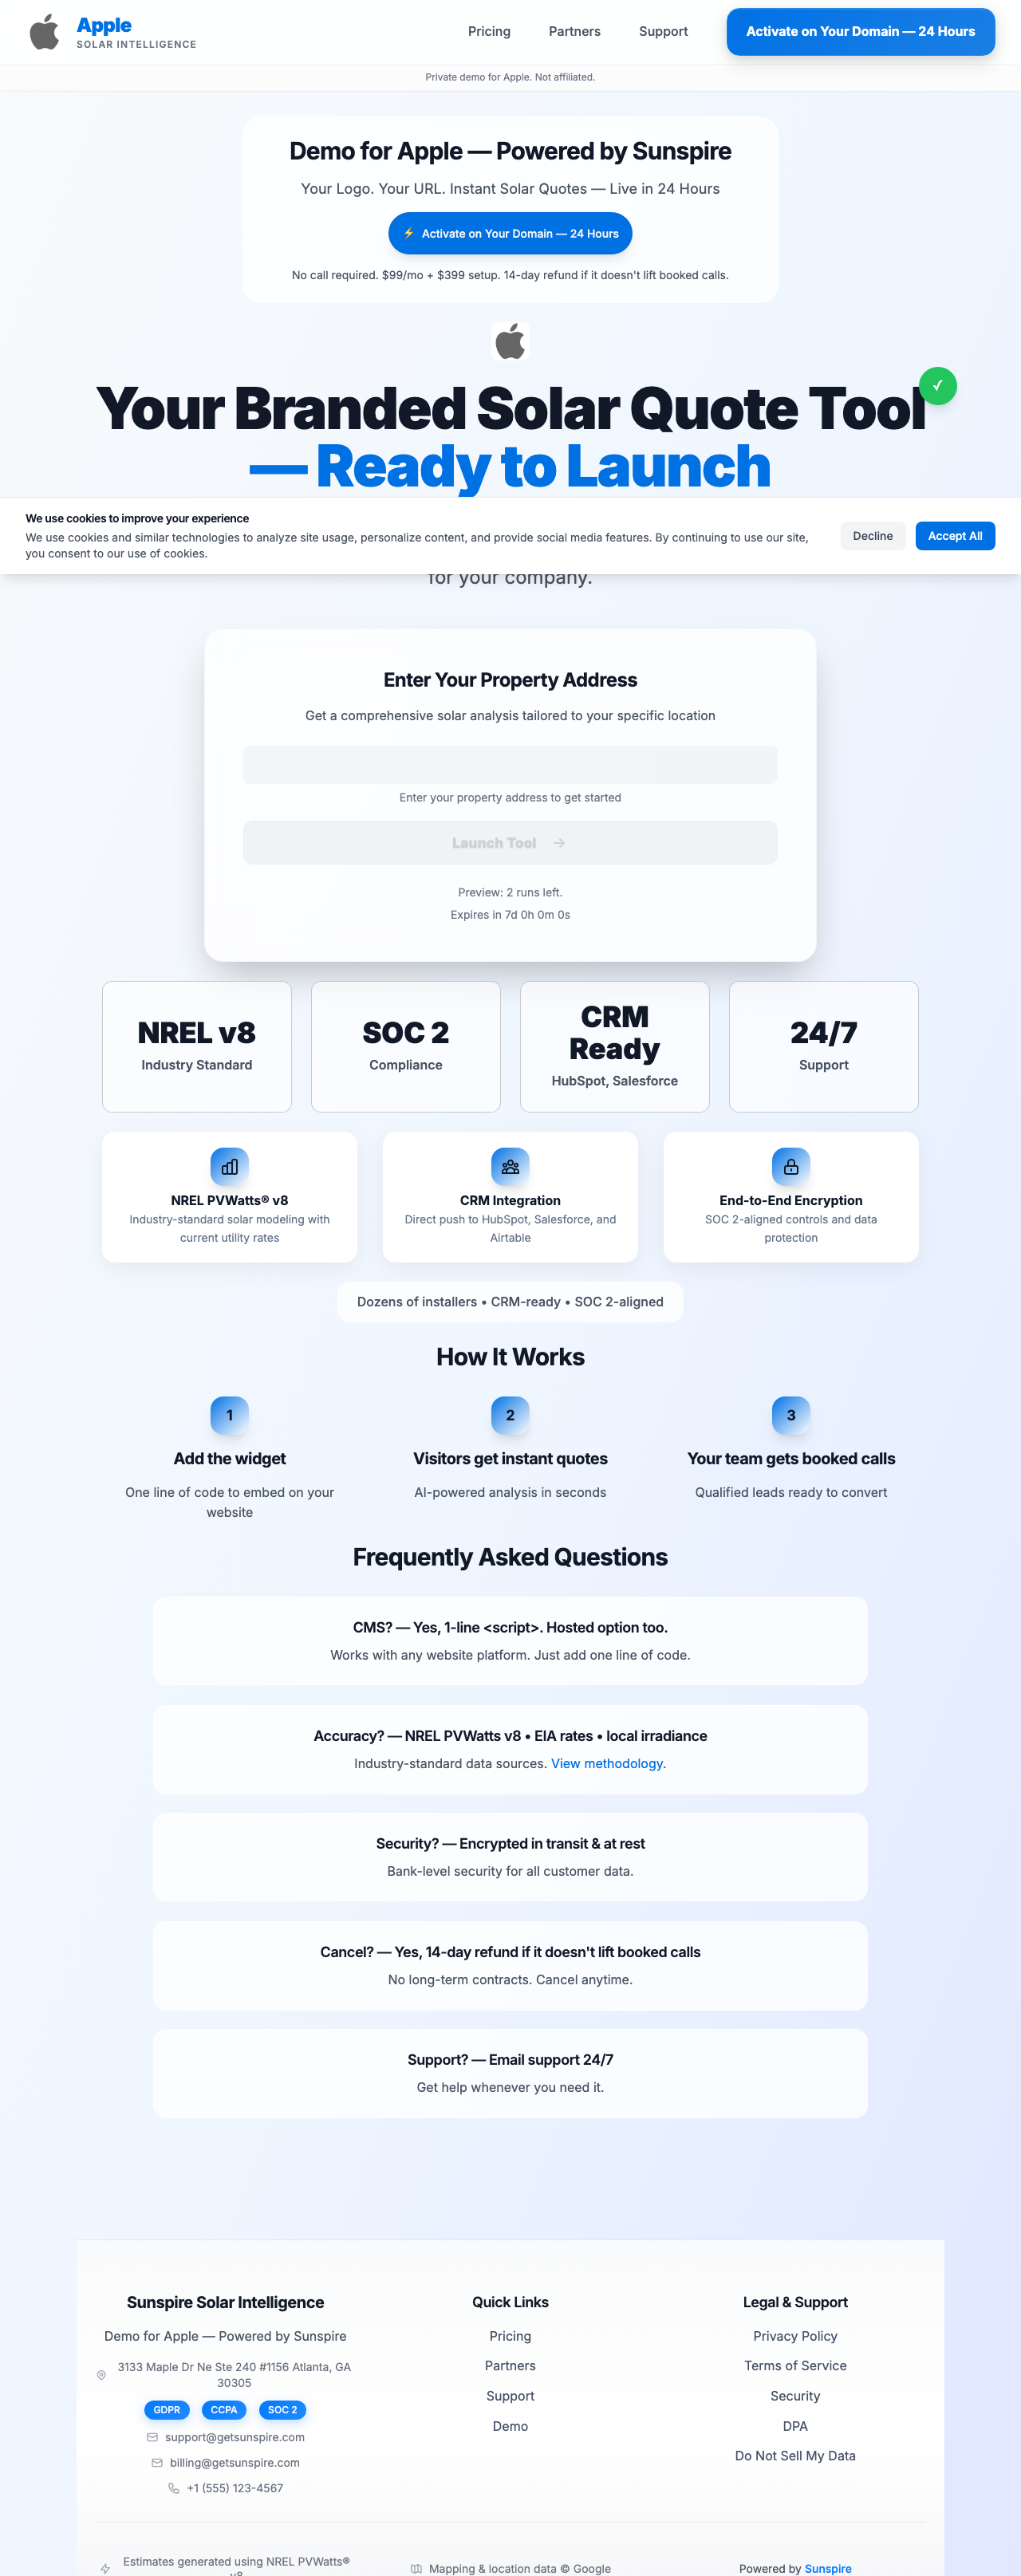 Apple
SOLAR INTELLIGENCE
Pricing
Partners
Support
Activate on Your Domain — 24 Hours
Private demo for Apple. Not affiliated.
Demo for Apple — Powered by Sunspire
Your Logo. Your URL. Instant Solar Quotes — Live in 24 Hours
⚡ Activate on Your Domain — 24 Hours
No call required. $99/mo + $399 setup. 14-day refund if it doesn't lift booked calls.
✓
Your Branded Solar Quote Tool
— Ready to Launch
We use cookies to improve your experience
We use cookies and similar technologies to analyze site usage, personalize content, and provide social media features. By continuing to use our site,
you consent to our use of cookies.
Decline
Accept All
for your company.
Enter Your Property Address
Get a comprehensive solar analysis tailored to your specific location
Enter your property address to get started
Launch Tool →
Preview: 2 runs left.
Expires in 7d 0h 0m 0s
NREL v8
Industry Standard
SOC 2
Compliance
CRM
Ready
HubSpot, Salesforce
24/7
Support
NREL PVWatts® v8
Industry-standard solar modeling with
current utility rates
CRM Integration
Direct push to HubSpot, Salesforce, and
Airtable
End-to-End Encryption
SOC 2-aligned controls and data
protection
Dozens of installers • CRM-ready • SOC 2-aligned
How It Works
1
Add the widget
One line of code to embed on your
website
2
Visitors get instant quotes
AI-powered analysis in seconds
3
Your team gets booked calls
Qualified leads ready to convert
Frequently Asked Questions
CMS? — Yes, 1-line <script>. Hosted option too.
Works with any website platform. Just add one line of code.
Accuracy? — NREL PVWatts v8 • EIA rates • local irradiance
Industry-standard data sources. View methodology.
Security? — Encrypted in transit & at rest
Bank-level security for all customer data.
Cancel? — Yes, 14-day refund if it doesn't lift booked calls
No long-term contracts. Cancel anytime.
Support? — Email support 24/7
Get help whenever you need it.
Sunspire Solar Intelligence
Demo for Apple — Powered by Sunspire
3133 Maple Dr Ne Ste 240 #1156 Atlanta, GA
30305
GDPR
CCPA
SOC 2
support@getsunspire.com
billing@getsunspire.com
+1 (555) 123-4567
Quick Links
Pricing
Partners
Support
Demo
Legal & Support
Privacy Policy
Terms of Service
Security
DPA
Do Not Sell My Data
Estimates generated using NREL PVWatts®
v8
Mapping & location data © Google
Powered by Sunspire